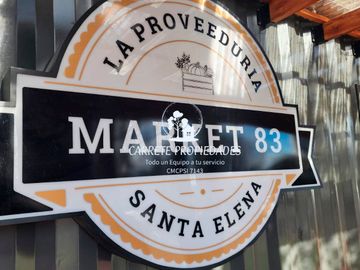 LA PROVEEDURIA
MARKET 83
CARRETE PROPIEDADES
Todo un Equipo a tu servicio
CMCPSI 7143
SANTA ELENA